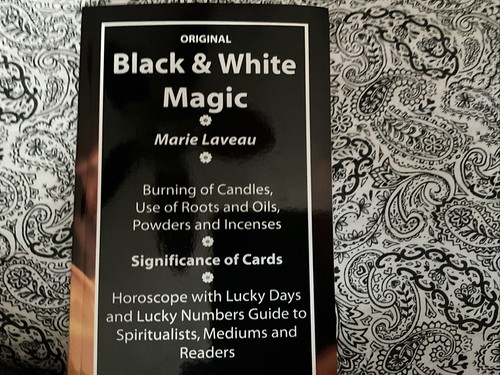 ORIGINAL
Black & White
Magic
Marie Laveau
Burning of Candles,
Use of Roots and Oils,
Powders and Incenses
Significance of Cards
Horoscope with Lucky Days
and Lucky Numbers Guide to
Spiritualists, Mediums and
Readers